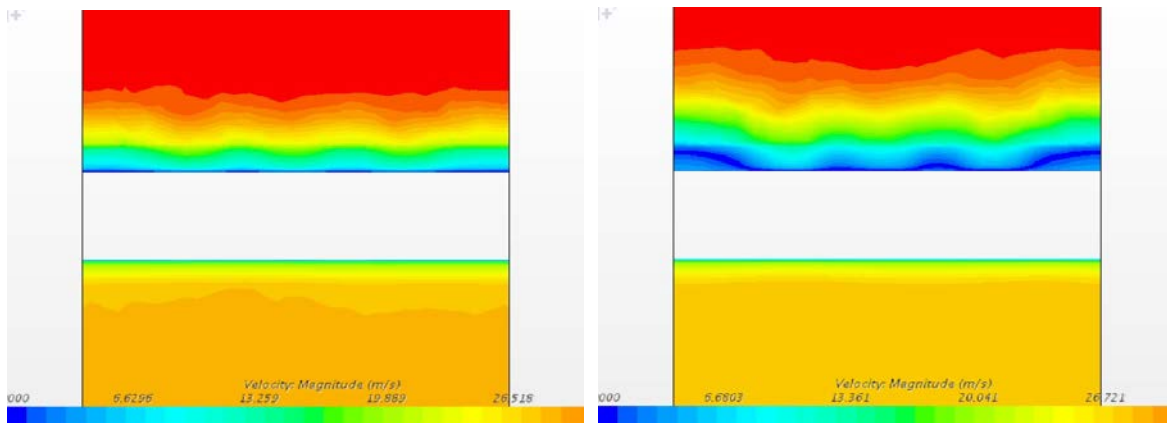 Velocity: Magnitude (m/s)
000 6.6296 13.259 19.889 26.518
Velocity: Magnitude (m/s)
000 6.6803 13.361 20.041 26.721